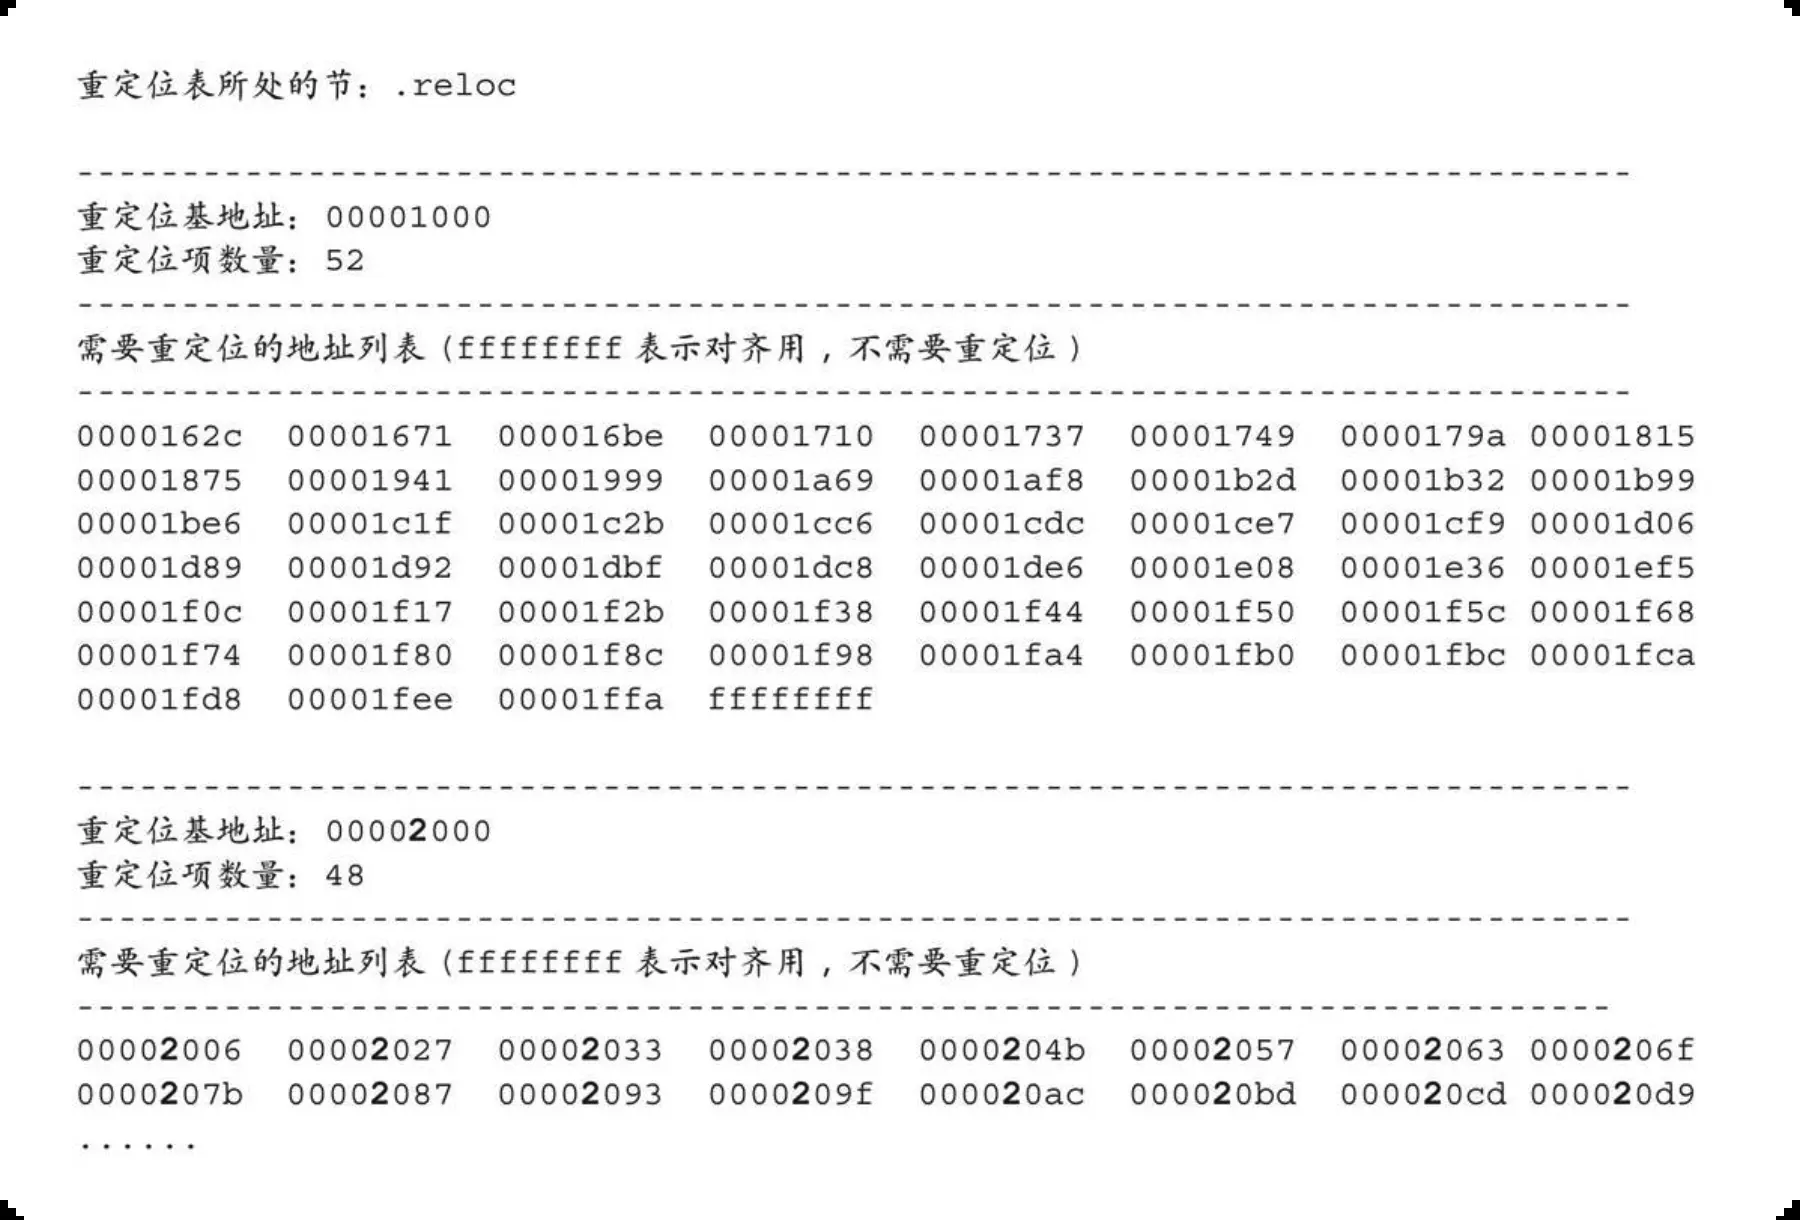 重定位表所处的节：.reloc
--------------------------------------------------------------------------
重定位基地址：00001000
重定位项数量：52
--------------------------------------------------------------------------
需要重定位的地址列表(ffffffff 表示对齐用，不需要重定位)
--------------------------------------------------------------------------
0000162c 00001671 000016be 00001710 00001737 00001749 0000179a 00001815
00001875 00001941 00001999 00001a69 00001af8 00001b2d 00001b32 00001b99
00001be6 00001c1f 00001c2b 00001cc6 00001cdc 00001ce7 00001cf9 00001d06
00001d89 00001d92 00001dbf 00001dc8 00001de6 00001e08 00001e36 00001ef5
00001f0c 00001f17 00001f2b 00001f38 00001f44 00001f50 00001f5c 00001f68
00001f74 00001f80 00001f8c 00001f98 00001fa4 00001fb0 00001fbc 00001fca
00001fd8 00001fee 00001ffa ffffffff
--------------------------------------------------------------------------
重定位基地址：00002000
重定位项数量：48
--------------------------------------------------------------------------
需要重定位的地址列表(ffffffff 表示对齐用，不需要重定位)
-------------------------------------------------------------------------
00002006 00002027 00002033 00002038 0000204b 00002057 00002063 0000206f
0000207b 00002087 00002093 0000209f 000020ac 000020bd 000020cd 000020d9
......